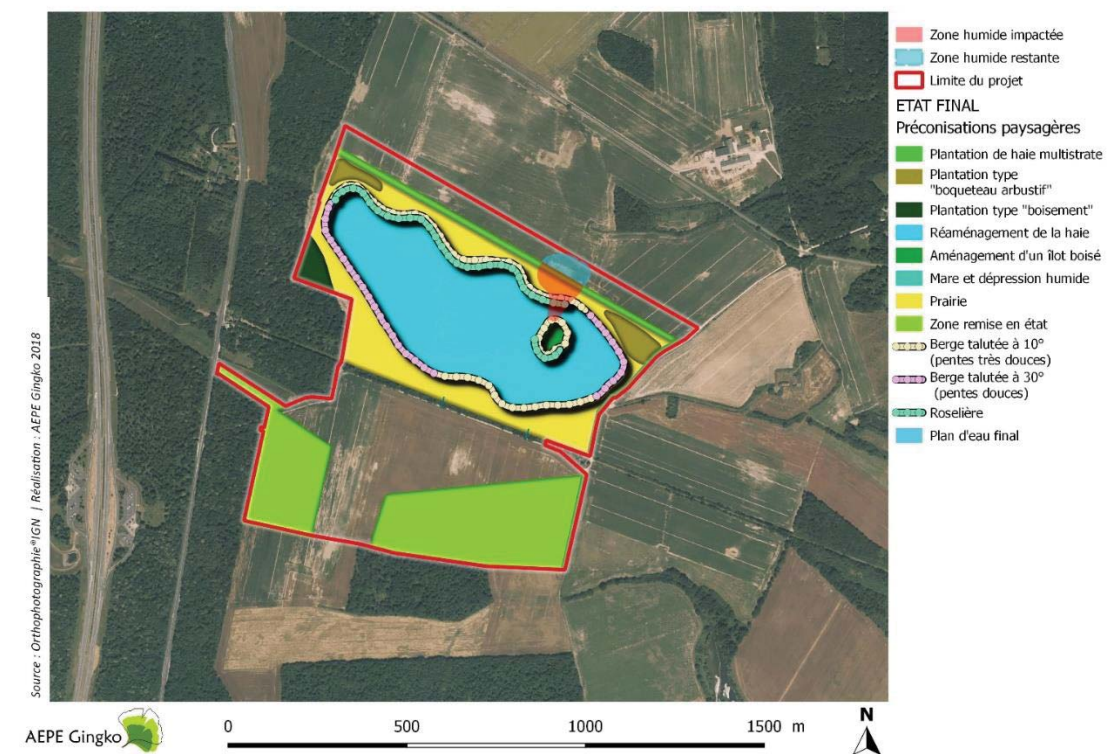 Zone humide impactée
Zone humide restante
Limite du projet
ETAT FINAL
Préconisations paysagères
Plantation de haie multistrate
Plantation type
"boqueteau arbustif"
Plantation type "boisement"
Réaménagement de la haie
Aménagement d'un îlot boisé
Mare et dépression humide
Prairie
Zone remise en état
Berge talutée à 10°
(pentes très douces)
Berge talutée à 30°
(pentes douces)
Roselière
Plan d'eau final
Source : Orthophotographie®IGN | Réalisation : AEPE Gingko 2018
AEPE Gingko
0 500 1000 1500 m
N